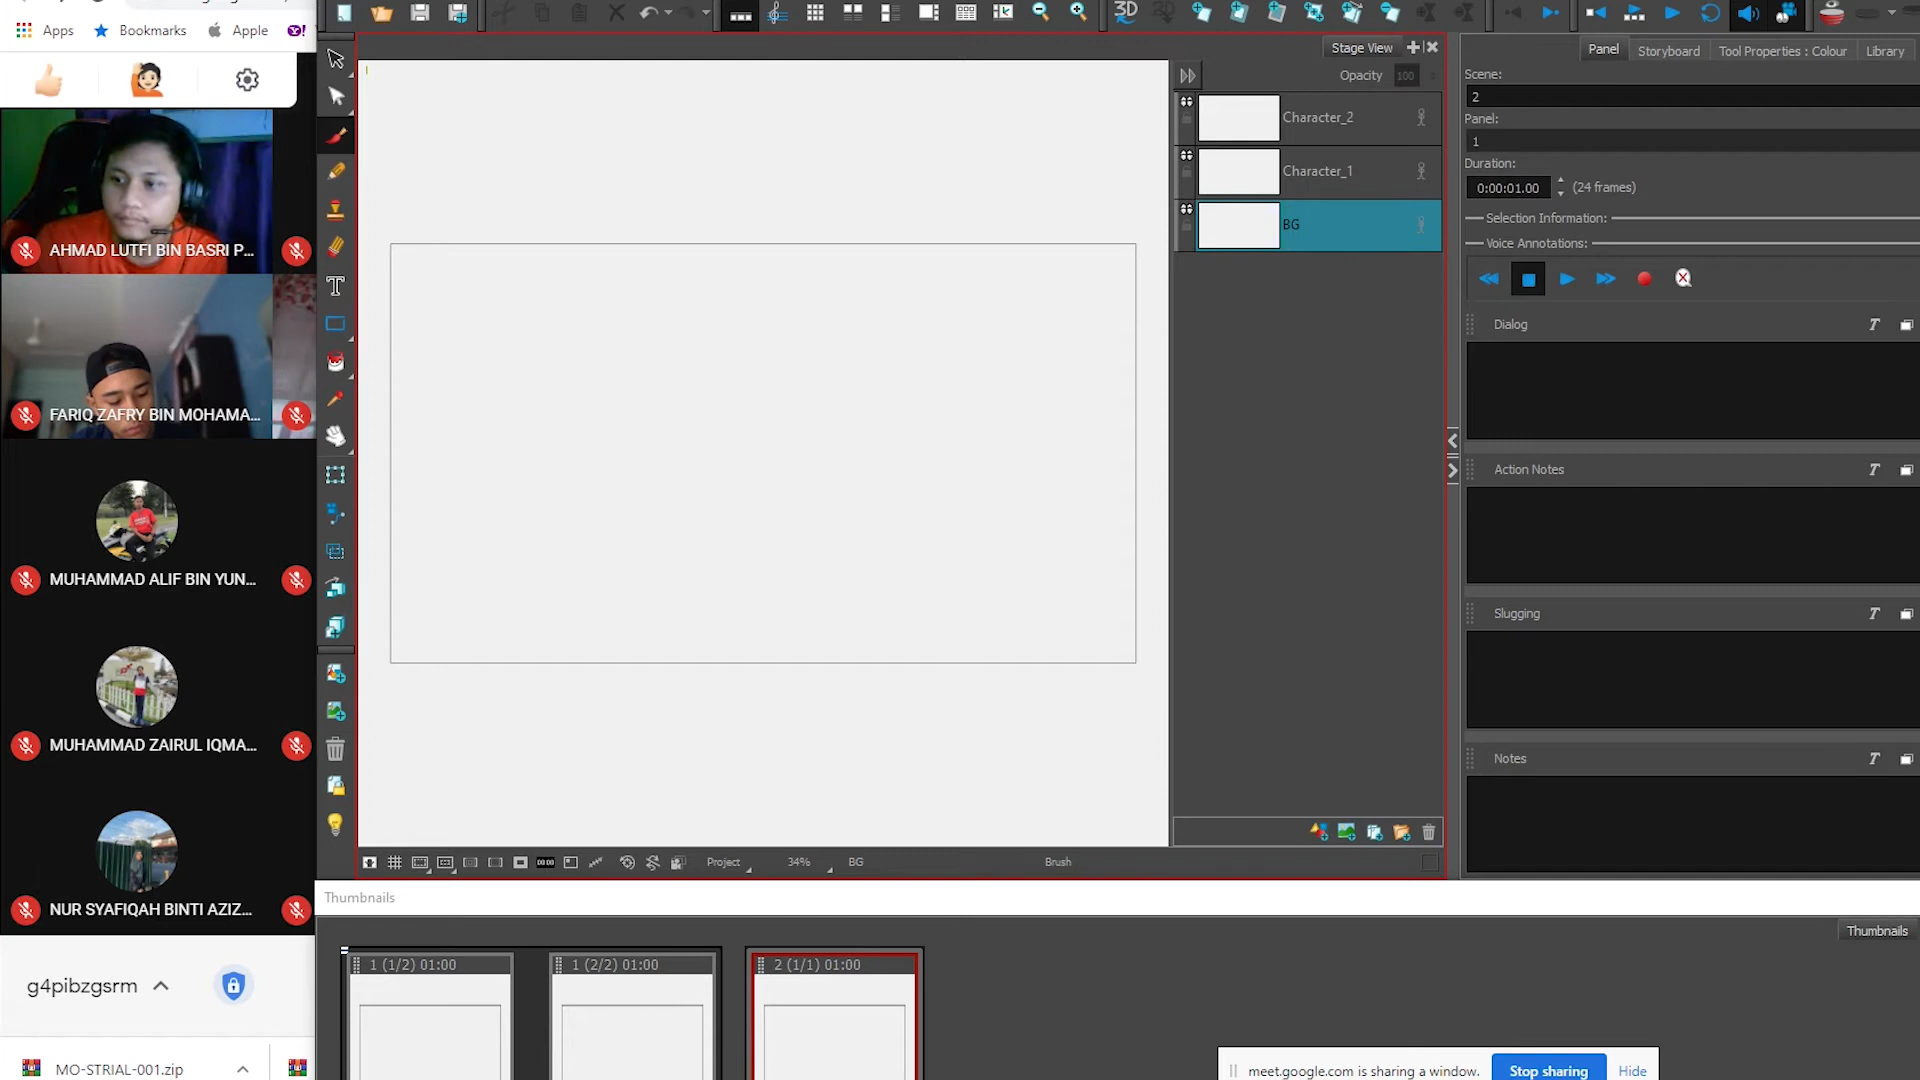 Apps
Bookmarks
Apple
AHMAD LUTFI BIN BASRI P...
FARIQ ZAFRY BIN MOHAMA...
MUHAMMAD ALIF BIN YUN...
MUHAMMAD ZAIRUL IQMA...
NUR SYAFIQAH BINTI AZIZ...
g4pibzgsrm
MO-STRIAL-001.zip
3D
Stage View
Opacity
100
Character_2
Character_1
BG
Project
34%
BG
Brush
Panel
Storyboard
Tool Properties : Colour
Library
Scene:
2
Panel:
1
Duration:
0:00:01.00
(24 frames)
Selection Information:
Voice Annotations:
Dialog
Action Notes
Slugging
Notes
Thumbnails
Thumbnails
1 (1/2) 01:00
1 (2/2) 01:00
2 (1/1) 01:00
meet.google.com is sharing a window.
Stop sharing
Hide